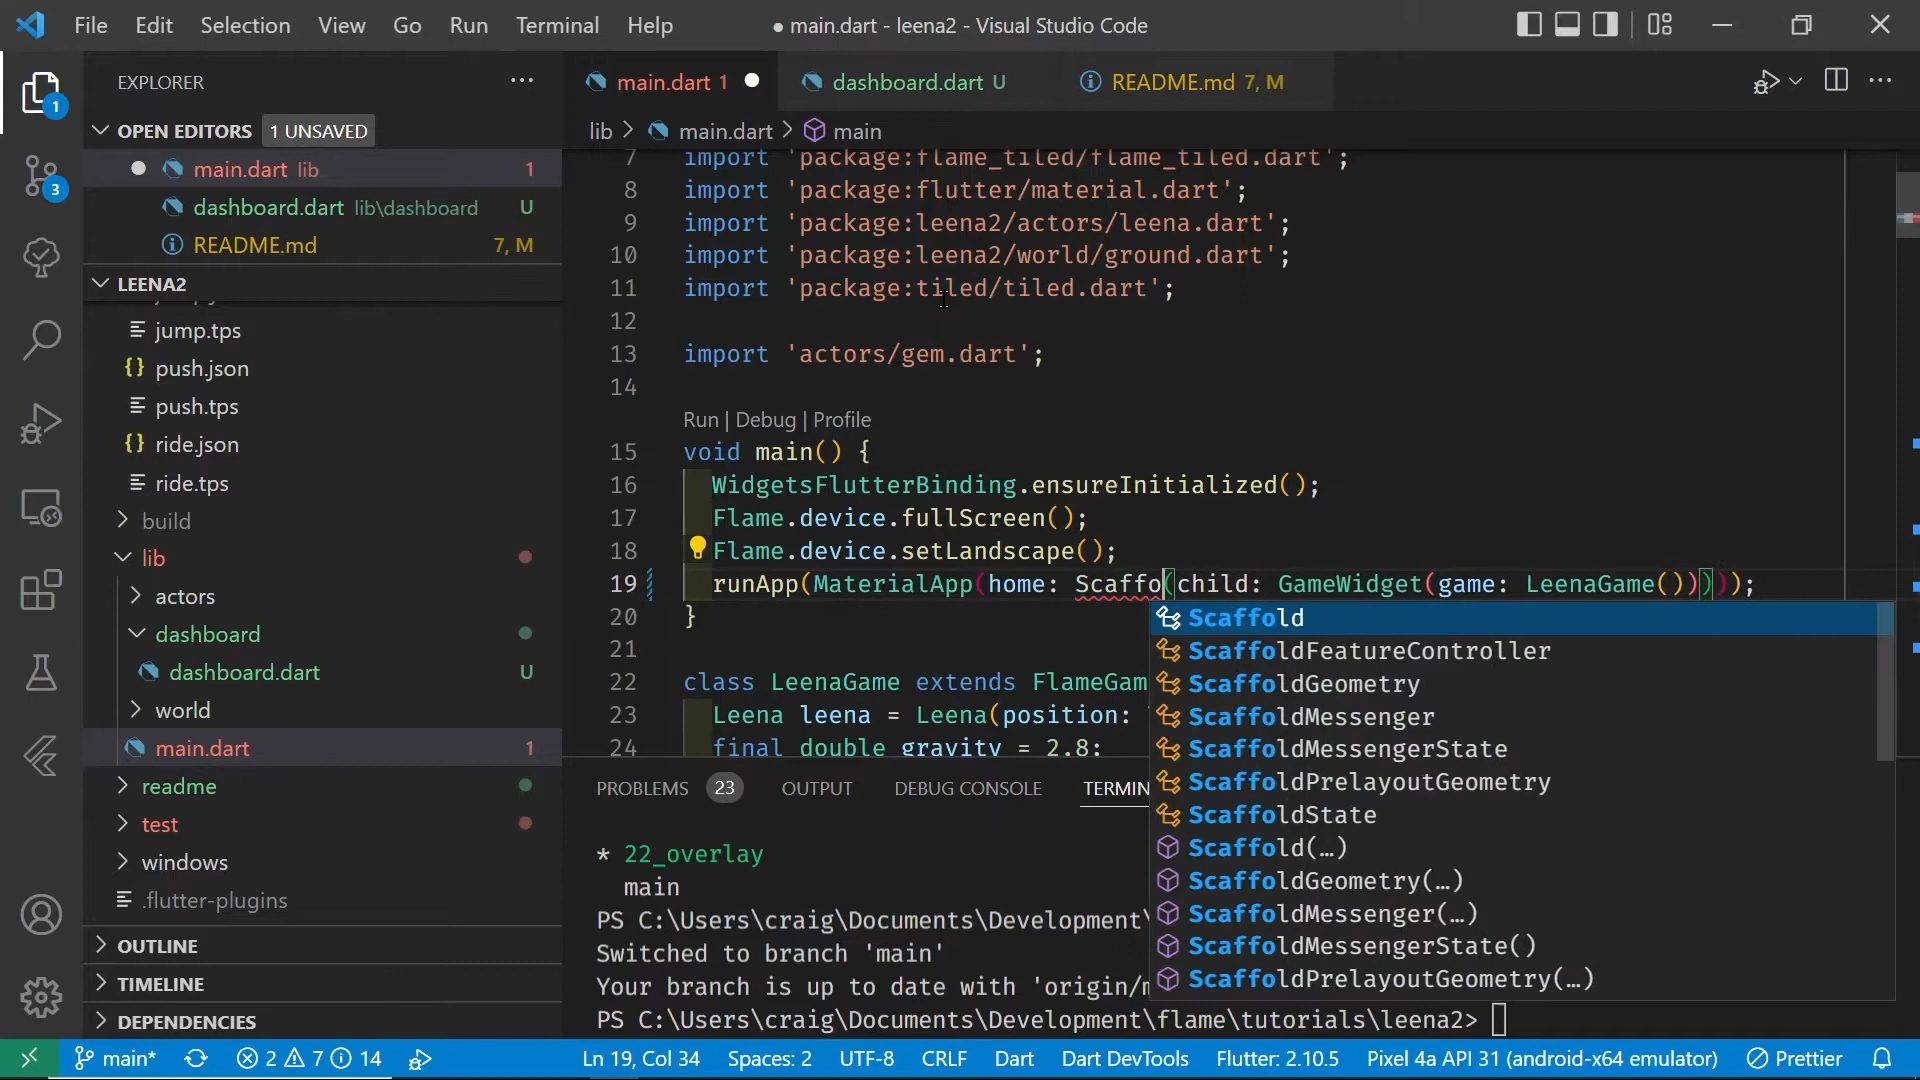 File Edit Selection View Go Run Terminal Help
● main.dart - leena2 - Visual Studio Code
EXPLORER
OPEN EDITORS 1 UNSAVED
main.dart lib 1
dashboard.dart lib\dashboard U
README.md 7, M
LEENA2
jump.tps
push.json
push.tps
ride.json
ride.tps
build
lib
actors
dashboard
dashboard.dart U
world
main.dart 1
readme
test
windows
.flutter-plugins
OUTLINE
TIMELINE
DEPENDENCIES
1
3
main.dart 1
dashboard.dart U
README.md 7, M
lib > main.dart > main
7 import 'package:flame_tiled/flame_tiled.dart';
8 import 'package:flutter/material.dart';
9 import 'package:leena2/actors/leena.dart';
10 import 'package:leena2/world/ground.dart';
11 import 'package:tiled/tiled.dart';
12
13 import 'actors/gem.dart';
14
Run | Debug | Profile
15 void main() {
16 WidgetsFlutterBinding.ensureInitialized();
17 Flame.device.fullScreen();
18 Flame.device.setLandscape();
19 runApp(MaterialApp(home: Scaffo(child: GameWidget(game: LeenaGame()))));
20 }
21
22 class LeenaGame extends FlameGam
23 Leena leena = Leena(position:
24 final double gravity = 2.8;
Scaffold
ScaffoldFeatureController
ScaffoldGeometry
ScaffoldMessenger
ScaffoldMessengerState
ScaffoldPrelayoutGeometry
ScaffoldState
Scaffold(…)
ScaffoldGeometry(…)
ScaffoldMessenger(…)
ScaffoldMessengerState()
ScaffoldPrelayoutGeometry(…)
PROBLEMS 23 OUTPUT DEBUG CONSOLE TERMIN
* 22_overlay
main
PS C:\Users\craig\Documents\Development\
Switched to branch 'main'
Your branch is up to date with 'origin/m
PS C:\Users\craig\Documents\Development\flame\tutorials\leena2>
main* 2 7 14 Ln 19, Col 34 Spaces: 2 UTF-8 CRLF Dart Dart DevTools Flutter: 2.10.5 Pixel 4a API 31 (android-x64 emulator) Prettier